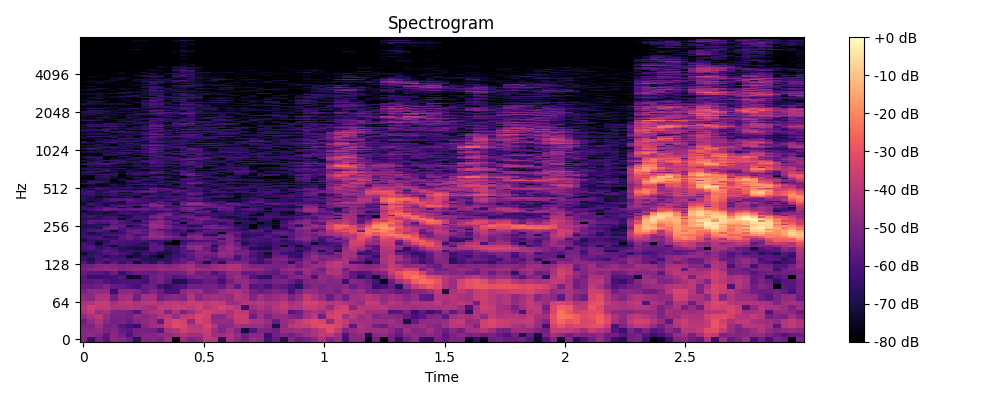 Spectrogram
Hz
4096
2048
1024
512
256
128
64
0
0
0.5
1
1.5
2
2.5
Time
+0 dB
-10 dB
-20 dB
-30 dB
-40 dB
-50 dB
-60 dB
-70 dB
-80 dB